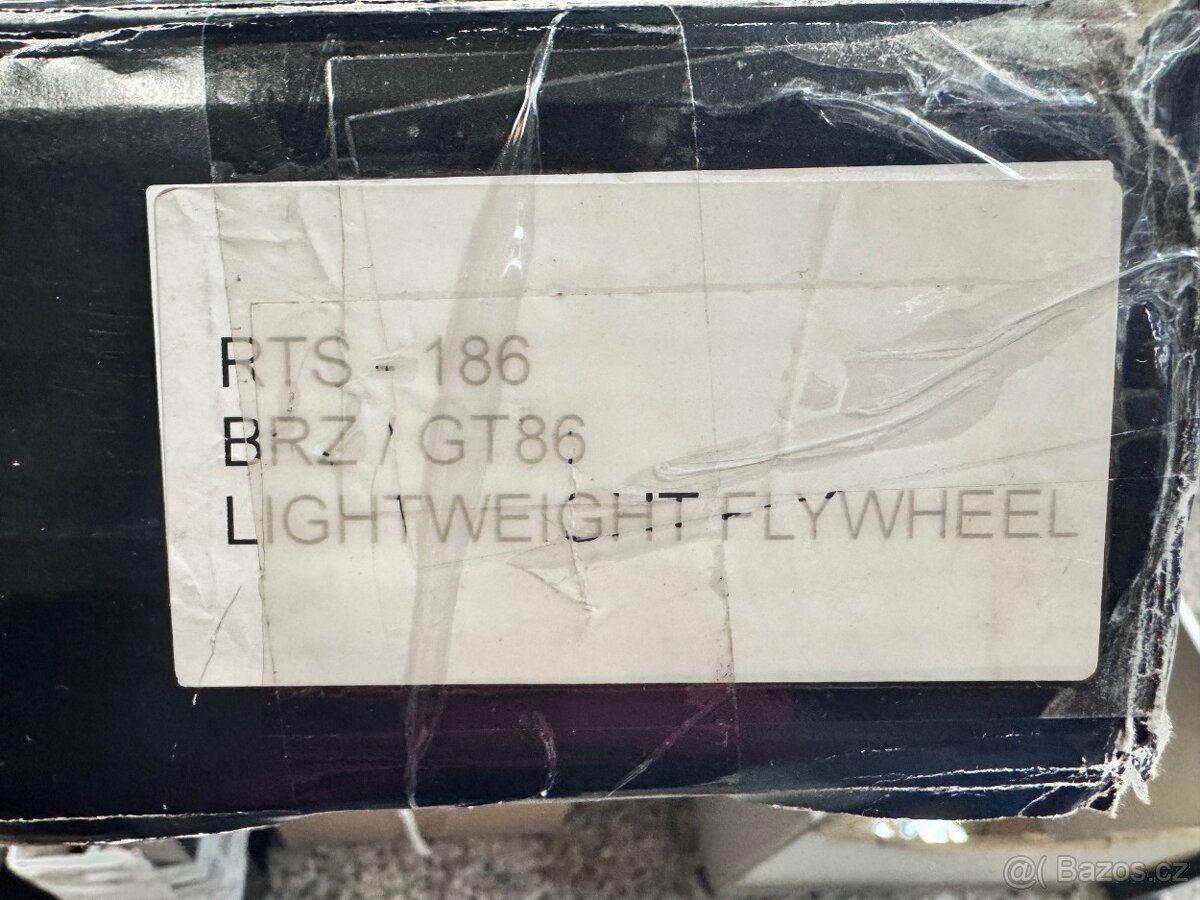 RTS - 186
BRZ / GT86
LIGHTWEIGHT FLYWHEEL
@( Bazos.cz